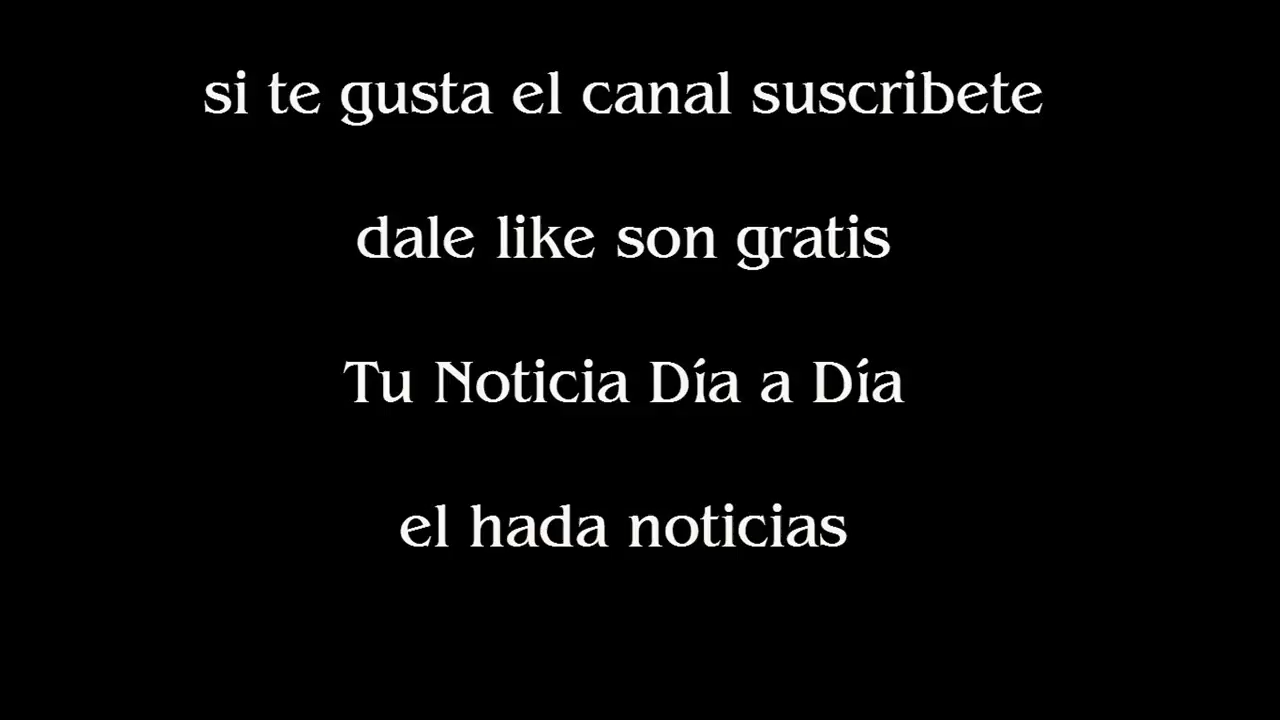 si te gusta el canal suscribete
dale like son gratis
Tu Noticia Día a Día
el hada noticias